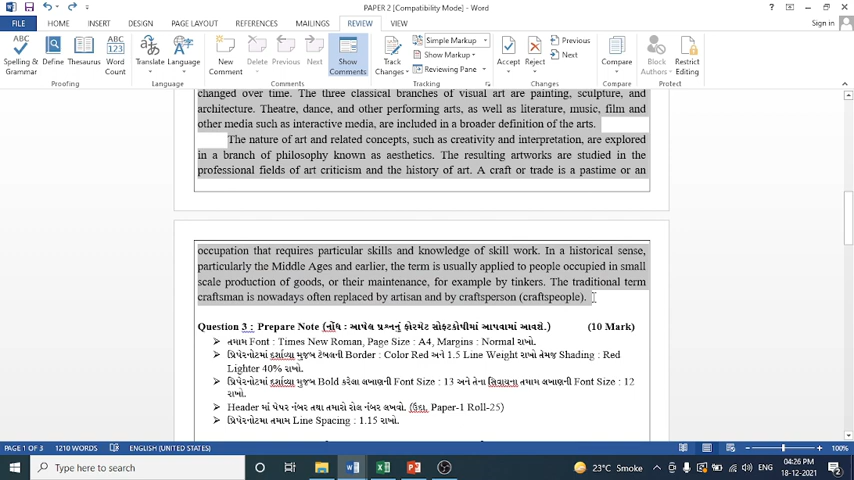 PAPER 2 [Compatibility Mode] - Word
FILE HOME INSERT DESIGN PAGE LAYOUT REFERENCES MAILINGS REVIEW VIEW Sign in
Spelling & Grammar Define Thesaurus Word Count Translate Language New Comment Delete Previous Next Show Comments Track Changes Simple Markup Show Markup Reviewing Pane Accept Reject Previous Next Compare Block Authors Restrict Editing
Proofing Language Comments Tracking Changes Compare Protect
changed over time. The three classical branches of visual art are painting, sculpture, and
architecture. Theatre, dance, and other performing arts, as well as literature, music, film and
other media such as interactive media, are included in a broader definition of the arts.
The nature of art and related concepts, such as creativity and interpretation, are explored
in a branch of philosophy known as aesthetics. The resulting artworks are studied in the
professional fields of art criticism and the history of art. A craft or trade is a pastime or an
occupation that requires particular skills and knowledge of skill work. In a historical sense,
particularly the Middle Ages and earlier, the term is usually applied to people occupied in small
scale production of goods, or their maintenance, for example by tinkers. The traditional term
craftsman is nowadays often replaced by artisan and by craftsperson (craftspeople).
Question 3 : Prepare Note (નોંધ : આપેલ પ્રશ્નનું ફોરમેટ સોફ્ટકોપીમાં આપવામાં આવશે.) (10 Mark)
તમામ Font : Times New Roman, Page Size : A4, Margins : Normal રાખો.
પ્રિપેરનોટમાં દર્શાવ્યા મુજબ ટેબલની Border : Color Red અને 1.5 Line Weight રાખો તેમજ Shading : Red
Lighter 40% રાખો.
પ્રિપેરનોટમાં દર્શાવ્યા મુજબ Bold કરેલા લખાણની Font Size : 13 અને તેના સિવાયના તમામ લખાણની Font Size : 12
રાખો.
Header માં પેપર નંબર તથા તમારો રોલ નંબર લખવો. (ઉદા. Paper-1 Roll-25)
પ્રિપેરનોટમાં તમામ Line Spacing : 1.15 રાખો.
PAGE 1 OF 3 1210 WORDS ENGLISH (UNITED STATES) 100%
Type here to search 23°C Smoke ENG 04:26 PM
18-12-2021 2